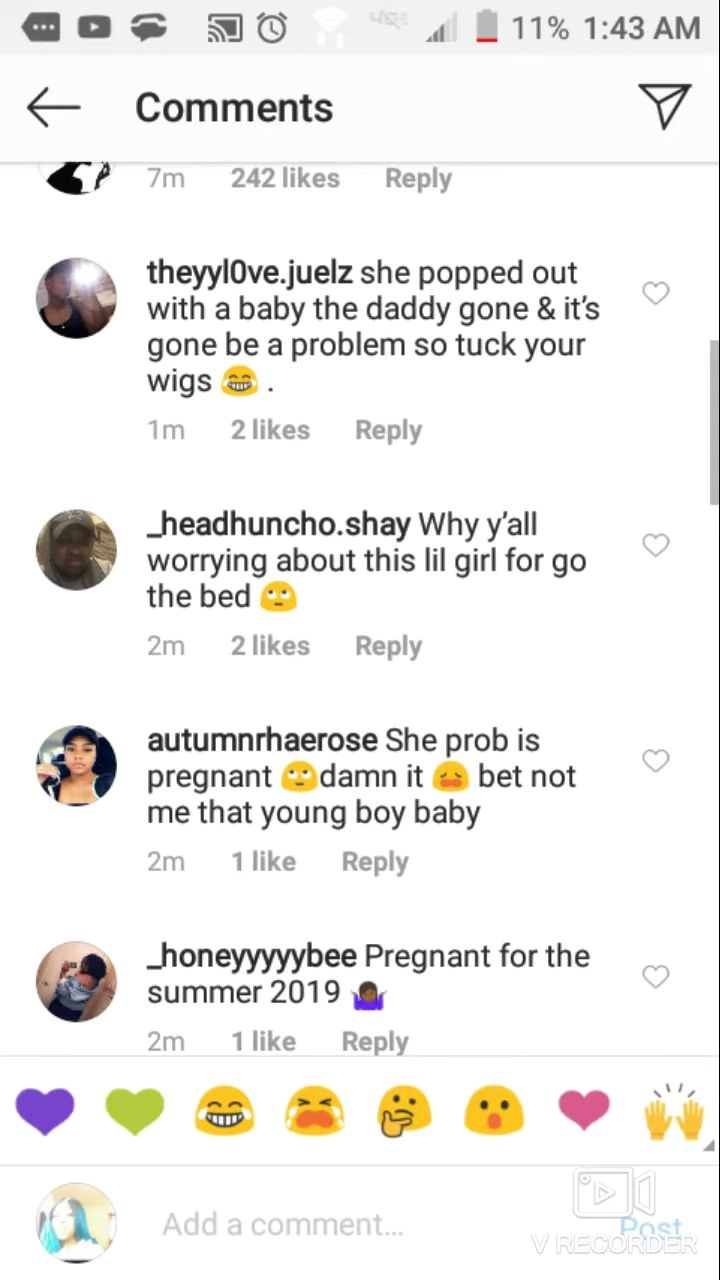 11% 1:43 AM
Comments
7m 242 likes Reply
theyyl0ve.juelz she popped out
with a baby the daddy gone & it's
gone be a problem so tuck your
wigs 😂 .
1m 2 likes Reply
_headhuncho.shay Why y'all
worrying about this lil girl for go
the bed 🙄
2m 2 likes Reply
autumnrhaerose She prob is
pregnant 🙄damn it 😩 bet not
me that young boy baby
2m 1 like Reply
_honeyyyyybee Pregnant for the
summer 2019 🤷🏾‍♀️
2m 1 like Reply
Add a comment...
Post
V RECORDER